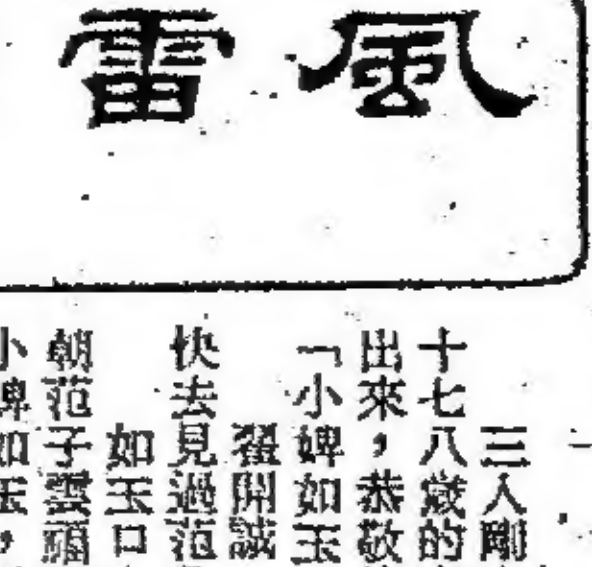 風雷
三人剛
十七八歲的
出來，恭敬
「小婢如玉
翟開誠
快去見過范
如玉口
朝范子雲福
小婢如玉，